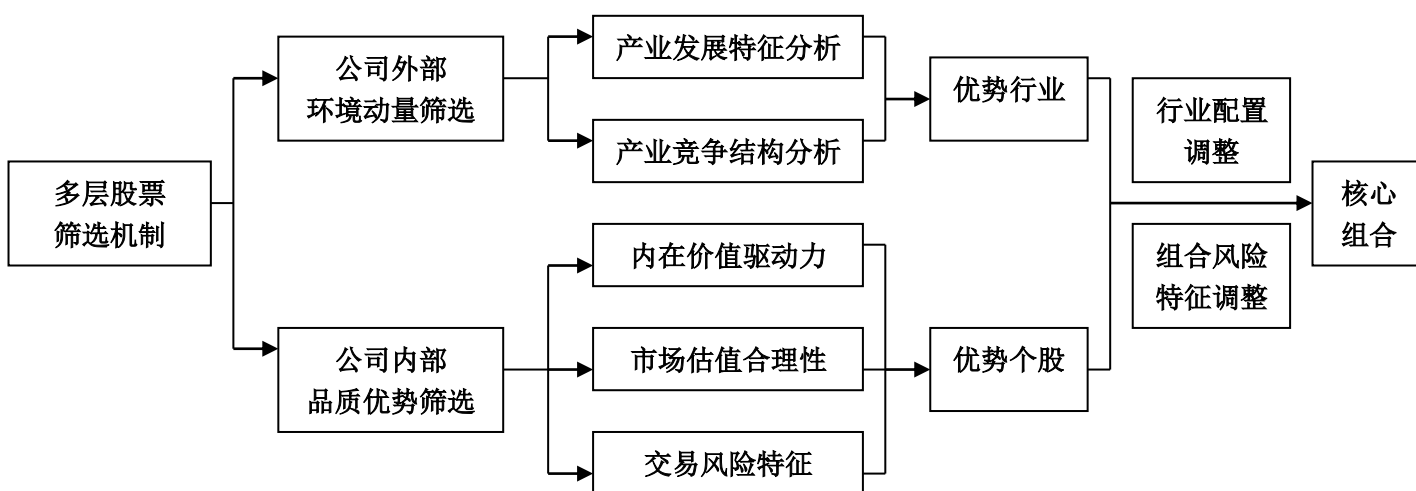 多层股票
筛选机制
公司外部
环境动量筛选
公司内部
品质优势筛选
产业发展特征分析
产业竞争结构分析
内在价值驱动力
市场估值合理性
交易风险特征
优势行业
优势个股
行业配置
调整
组合风险
特征调整
核心
组合